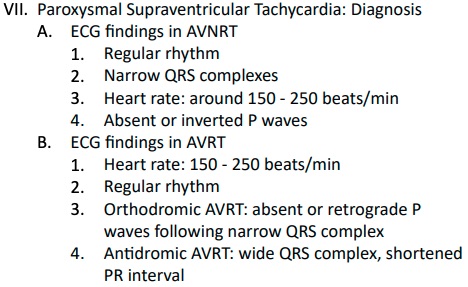 VII. Paroxysmal Supraventricular Tachycardia: Diagnosis
A. ECG findings in AVNRT
1. Regular rhythm
2. Narrow QRS complexes
3. Heart rate: around 150 - 250 beats/min
4. Absent or inverted P waves
B. ECG findings in AVRT
1. Heart rate: 150 - 250 beats/min
2. Regular rhythm
3. Orthodromic AVRT: absent or retrograde P
waves following narrow QRS complex
4. Antidromic AVRT: wide QRS complex, shortened
PR interval